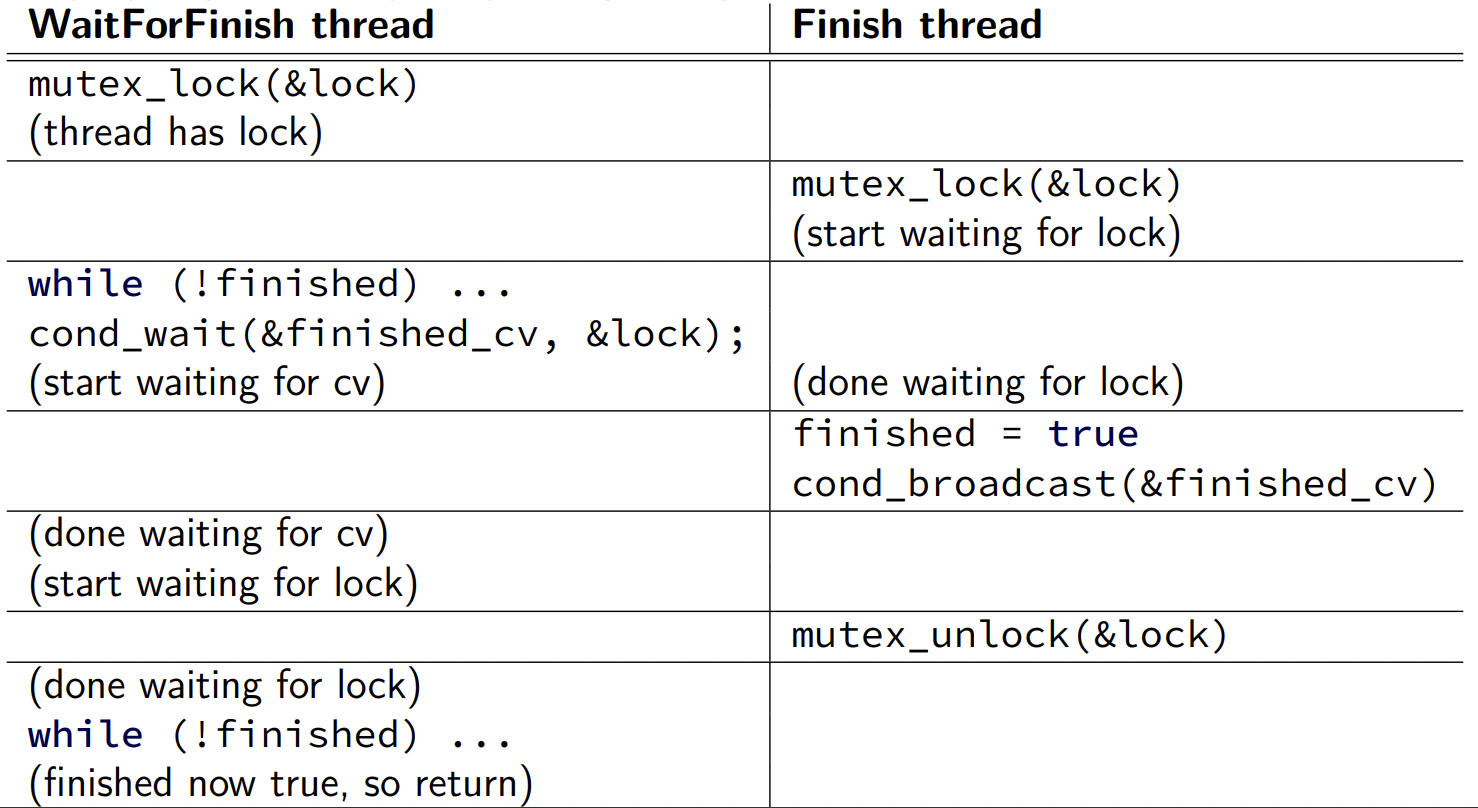 WaitForFinish thread
Finish thread
mutex_lock(&lock)
(thread has lock)
mutex_lock(&lock)
(start waiting for lock)
while (!finished) ...
cond_wait(&finished_cv, &lock);
(start waiting for cv)
(done waiting for lock)
finished = true
cond_broadcast(&finished_cv)
(done waiting for cv)
(start waiting for lock)
mutex_unlock(&lock)
(done waiting for lock)
while (!finished) ...
(finished now true, so return)